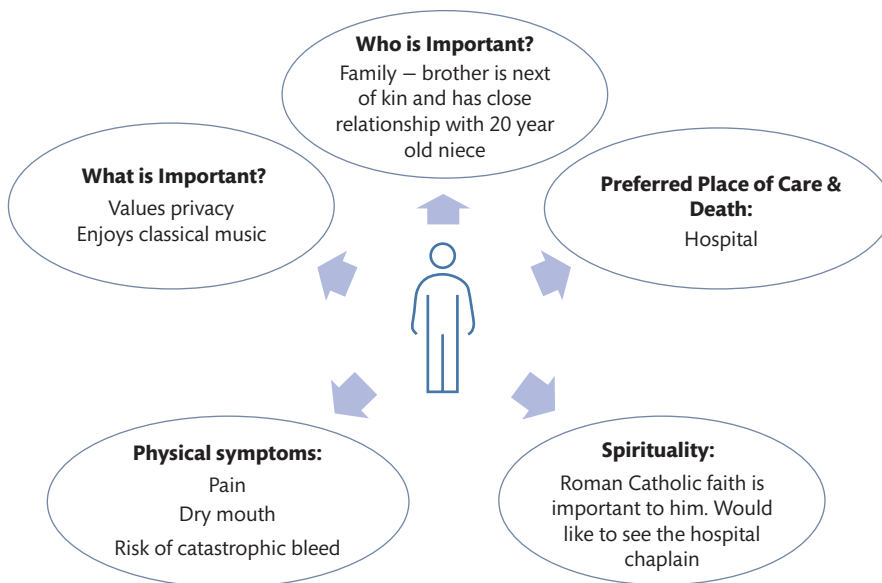 Who is Important?
Family – brother is next
of kin and has close
relationship with 20 year
old niece
What is Important?
Values privacy
Enjoys classical music
Preferred Place of Care &
Death:
Hospital
Physical symptoms:
Pain
Dry mouth
Risk of catastrophic bleed
Spirituality:
Roman Catholic faith is
important to him. Would
like to see the hospital
chaplain